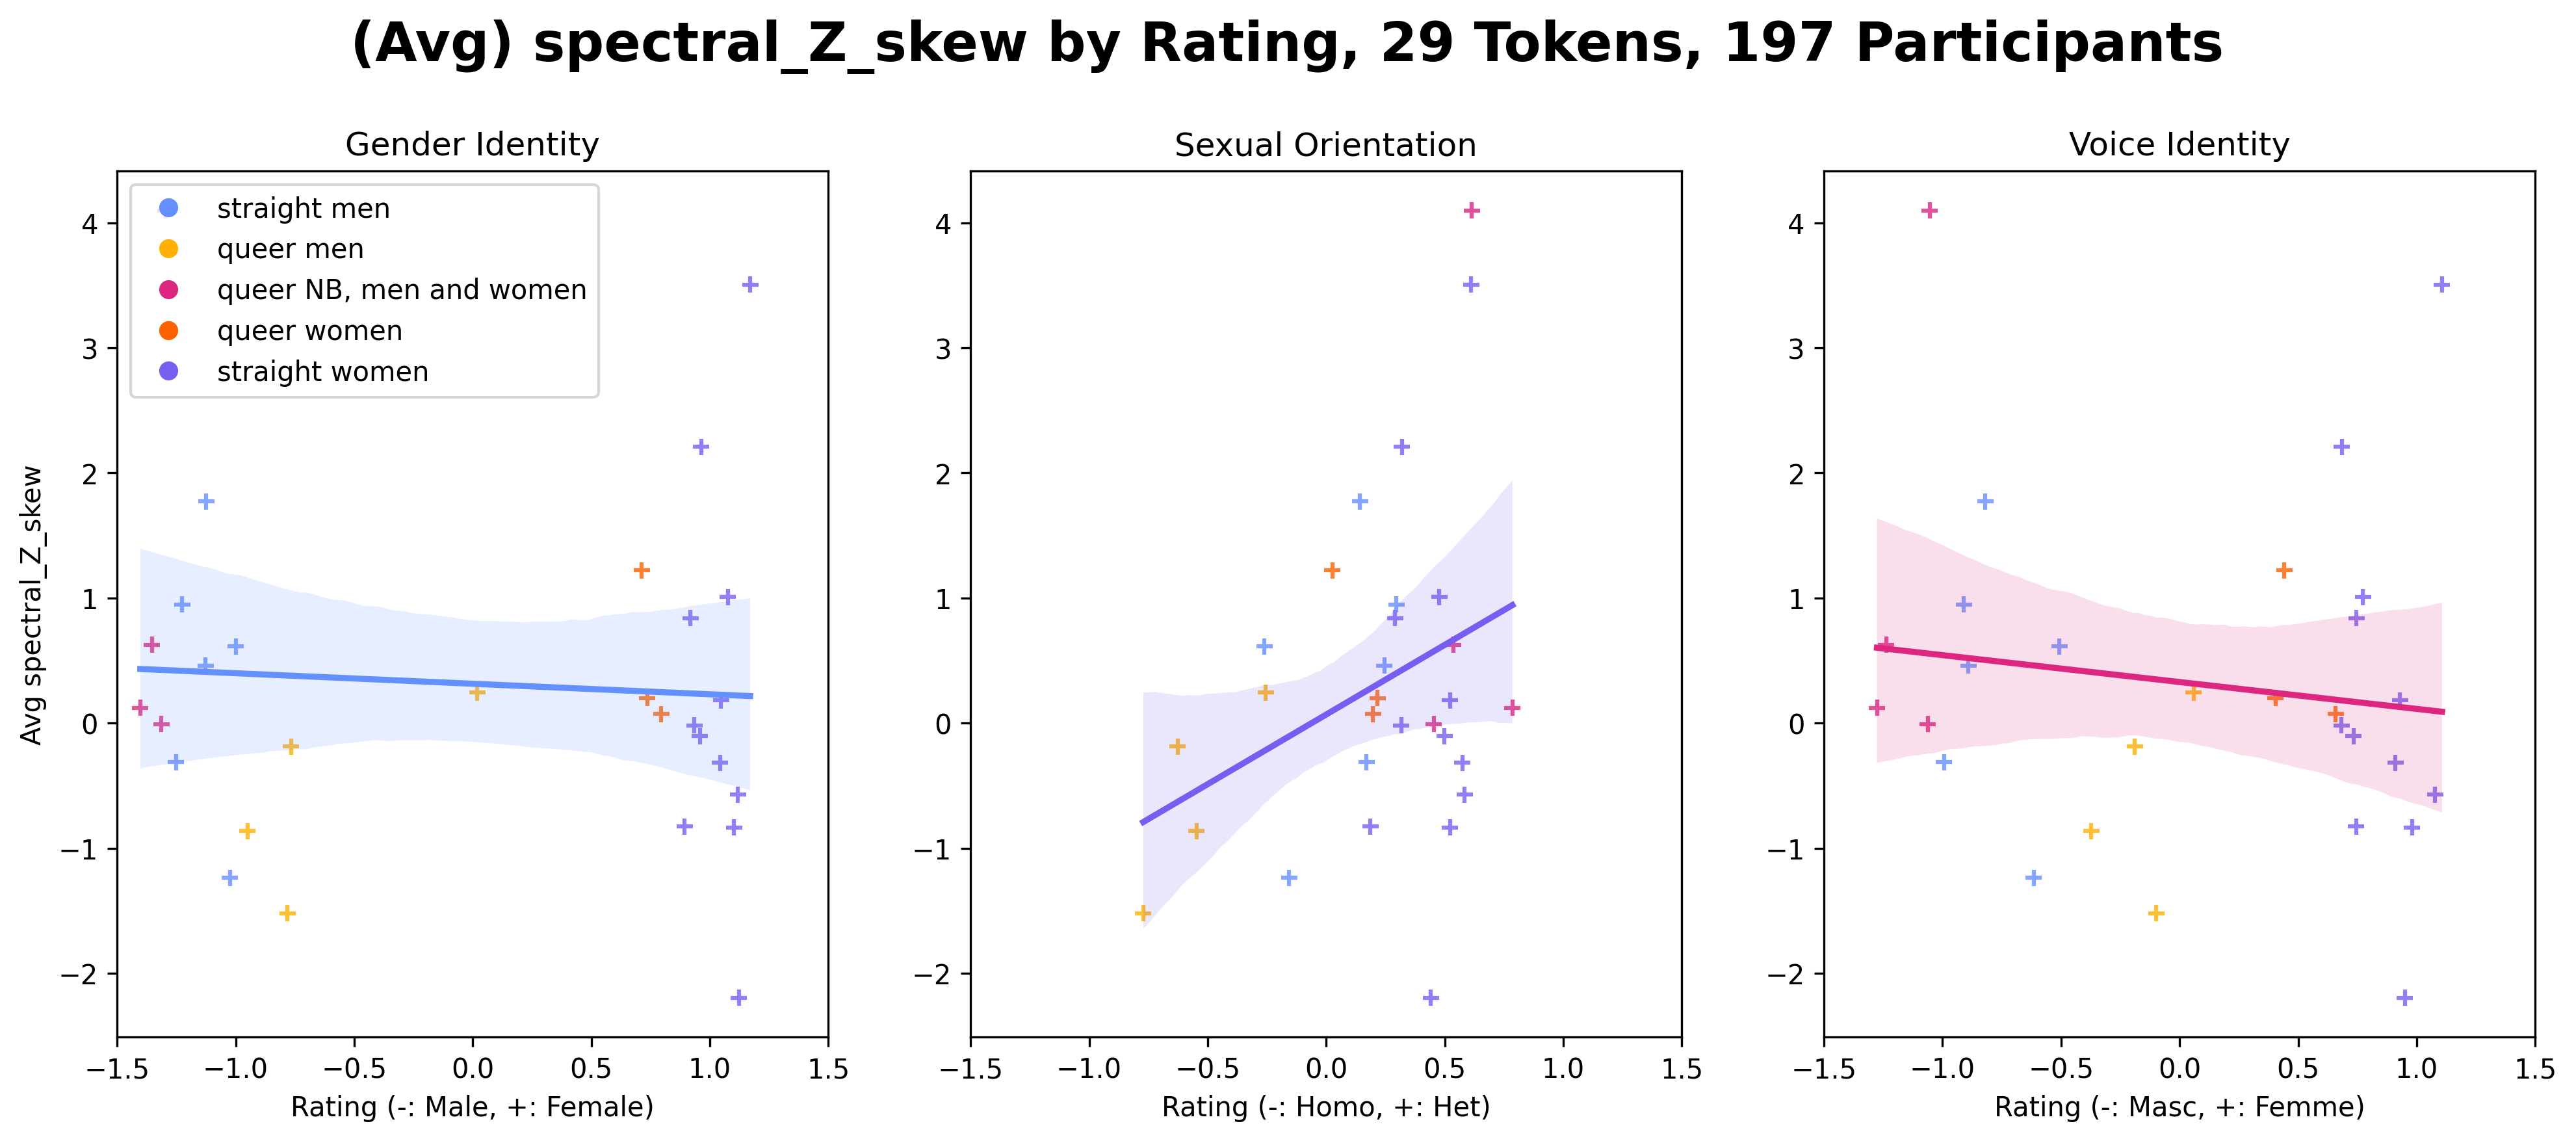 (Avg) spectral_Z_skew by Rating, 29 Tokens, 197 Participants
Gender Identity
straight men
queer men
queer NB, men and women
queer women
straight women
Avg spectral_Z_skew
4
3
2
1
0
−1
−2
−1.5 −1.0 −0.5 0.0 0.5 1.0 1.5
Rating (-: Male, +: Female)
Sexual Orientation
4
3
2
1
0
−1
−2
−1.5 −1.0 −0.5 0.0 0.5 1.0 1.5
Rating (-: Homo, +: Het)
Voice Identity
4
3
2
1
0
−1
−2
−1.5 −1.0 −0.5 0.0 0.5 1.0 1.5
Rating (-: Masc, +: Femme)